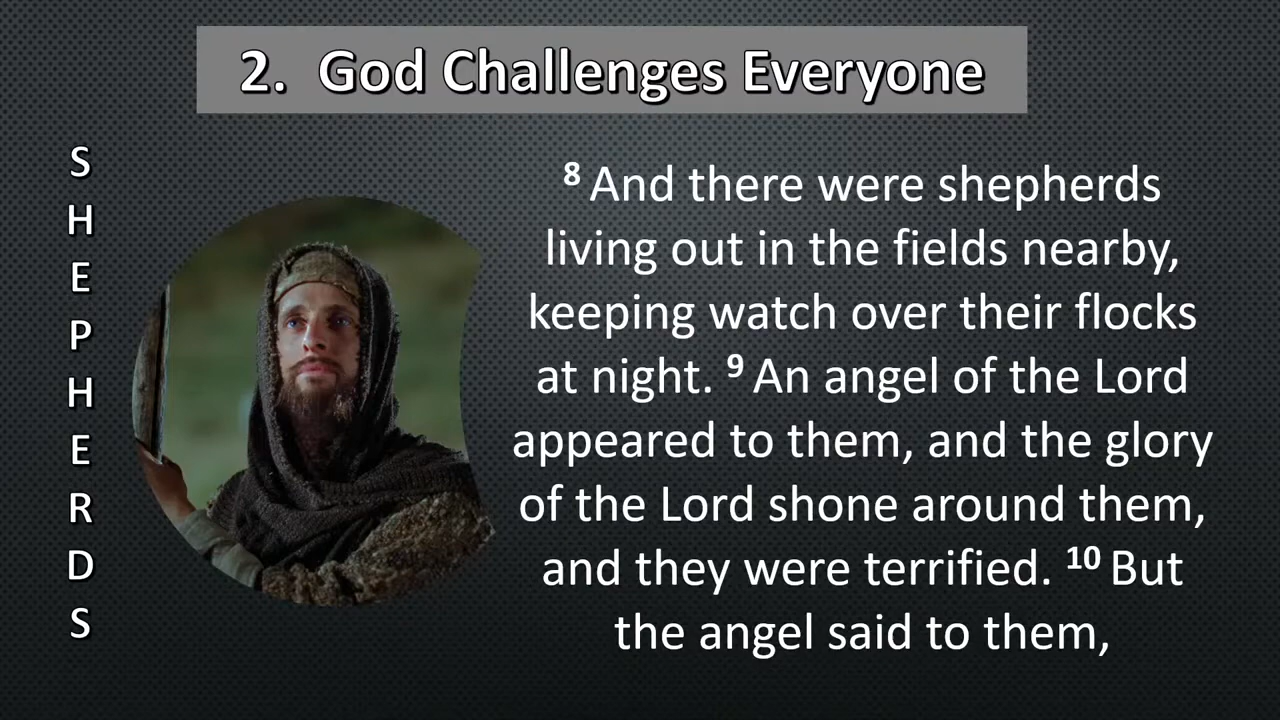 2. God Challenges Everyone
S
H
E
P
H
E
R
D
S
8 And there were shepherds
living out in the fields nearby,
keeping watch over their flocks
at night. 9 An angel of the Lord
appeared to them, and the glory
of the Lord shone around them,
and they were terrified. 10 But
the angel said to them,